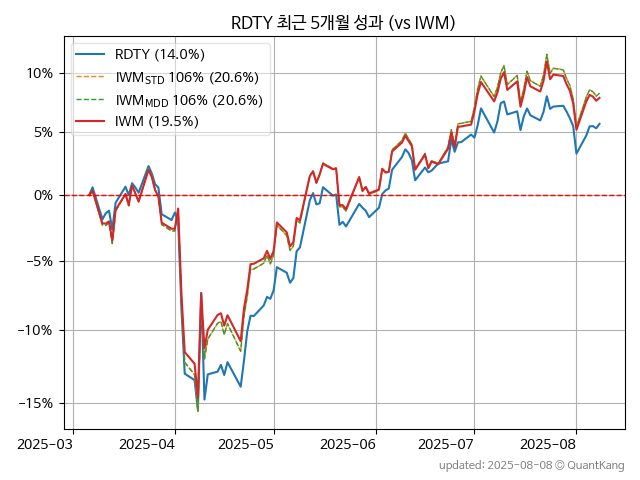 RDTY 최근 5개월 성과 (vs IWM)
RDTY (14.0%)
IWM_STD 106% (20.6%)
IWM_MDD 106% (20.6%)
IWM (19.5%)
10%
5%
0%
−5%
−10%
−15%
2025-03 2025-04 2025-05 2025-06 2025-07 2025-08
updated: 2025-08-08 © QuantKang